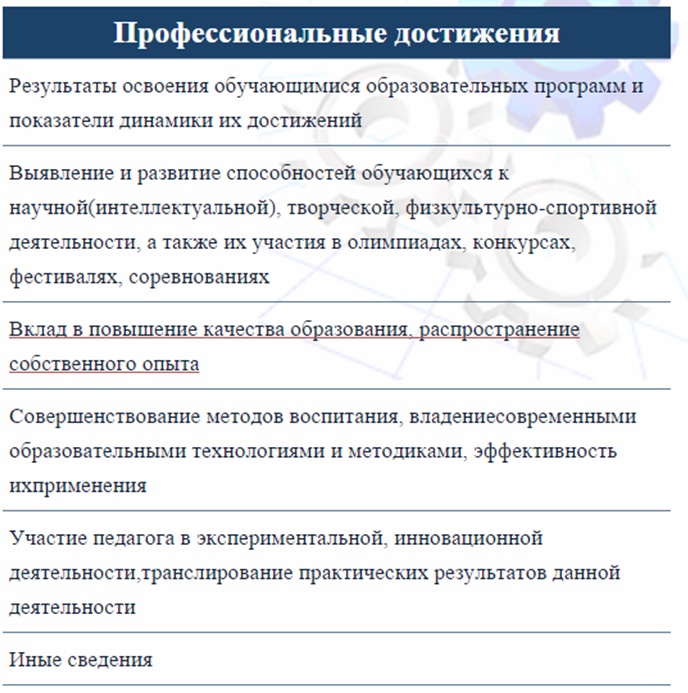 Профессиональные достижения
Результаты освоения обучающимися образовательных программ и
показатели динамики их достижений
Выявление и развитие способностей обучающихся к
научной(интеллектуальной), творческой, физкультурно-спортивной
деятельности, а также их участия в олимпиадах, конкурсах,
фестивалях, соревнованиях
Вклад в повышение качества образования, распространение
собственного опыта
Совершенствование методов воспитания, владениесовременными
образовательными технологиями и методиками, эффективность
ихприменения
Участие педагога в экспериментальной, инновационной
деятельности,транслирование практических результатов данной
деятельности
Иные сведения